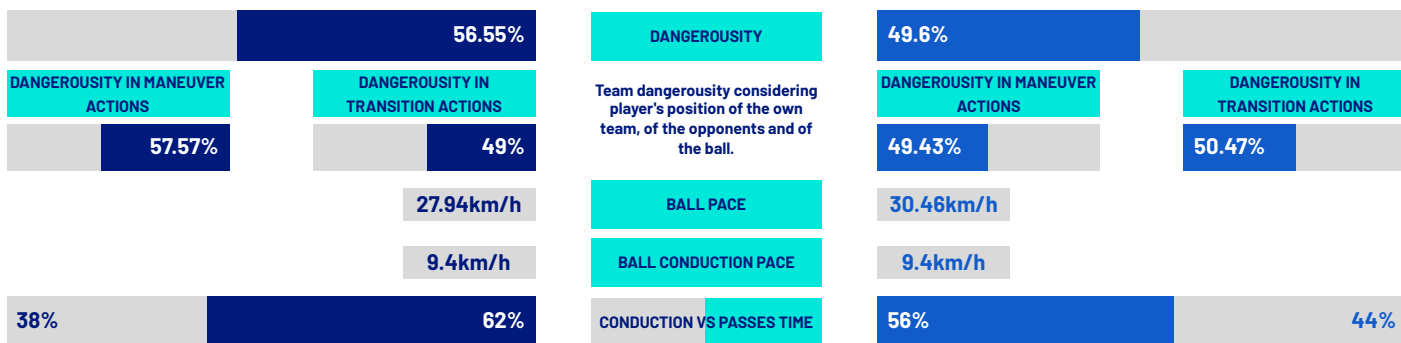 56.55%
DANGEROUSITY
49.6%
DANGEROUSITY IN MANEUVER
ACTIONS
DANGEROUSITY IN
TRANSITION ACTIONS
Team dangerousity considering
player's position of the own
team, of the opponents and of
the ball.
DANGEROUSITY IN MANEUVER
ACTIONS
DANGEROUSITY IN
TRANSITION ACTIONS
57.57%
49%
49.43%
50.47%
27.94km/h
BALL PACE
30.46km/h
9.4km/h
BALL CONDUCTION PACE
9.4km/h
38%
62%
CONDUCTION VS PASSES TIME
56%
44%